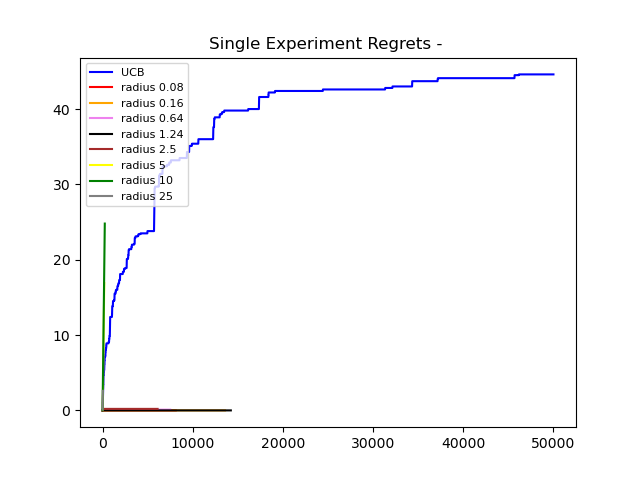 Single Experiment Regrets -
UCB
radius 0.08
radius 0.16
radius 0.64
radius 1.24
radius 2.5
radius 5
radius 10
radius 25
40
30
20
10
0
0 10000 20000 30000 40000 50000